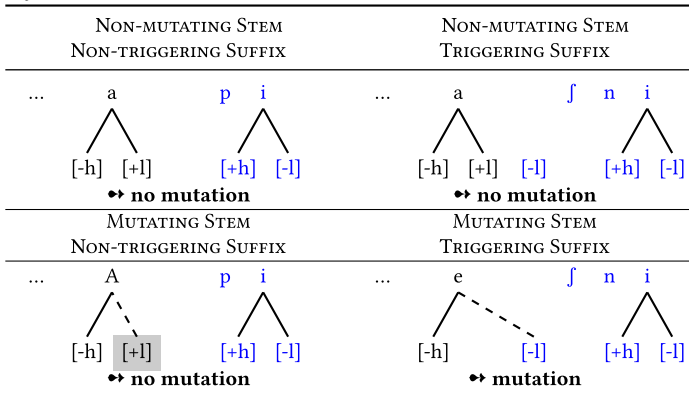 Non-mutating Stem Non-mutating Stem
Non-triggering Suffix Triggering Suffix
... a p i ... a ʃ n i
[-h] [+l] [+h] [-l] [-h] [+l] [-l] [+h] [-l]
➻ no mutation ➻ no mutation
Mutating Stem Mutating Stem
Non-triggering Suffix Triggering Suffix
... A p i ... e ʃ n i
[-h] [+l] [+h] [-l] [-h] [-l] [+h] [-l]
➻ no mutation ➻ mutation